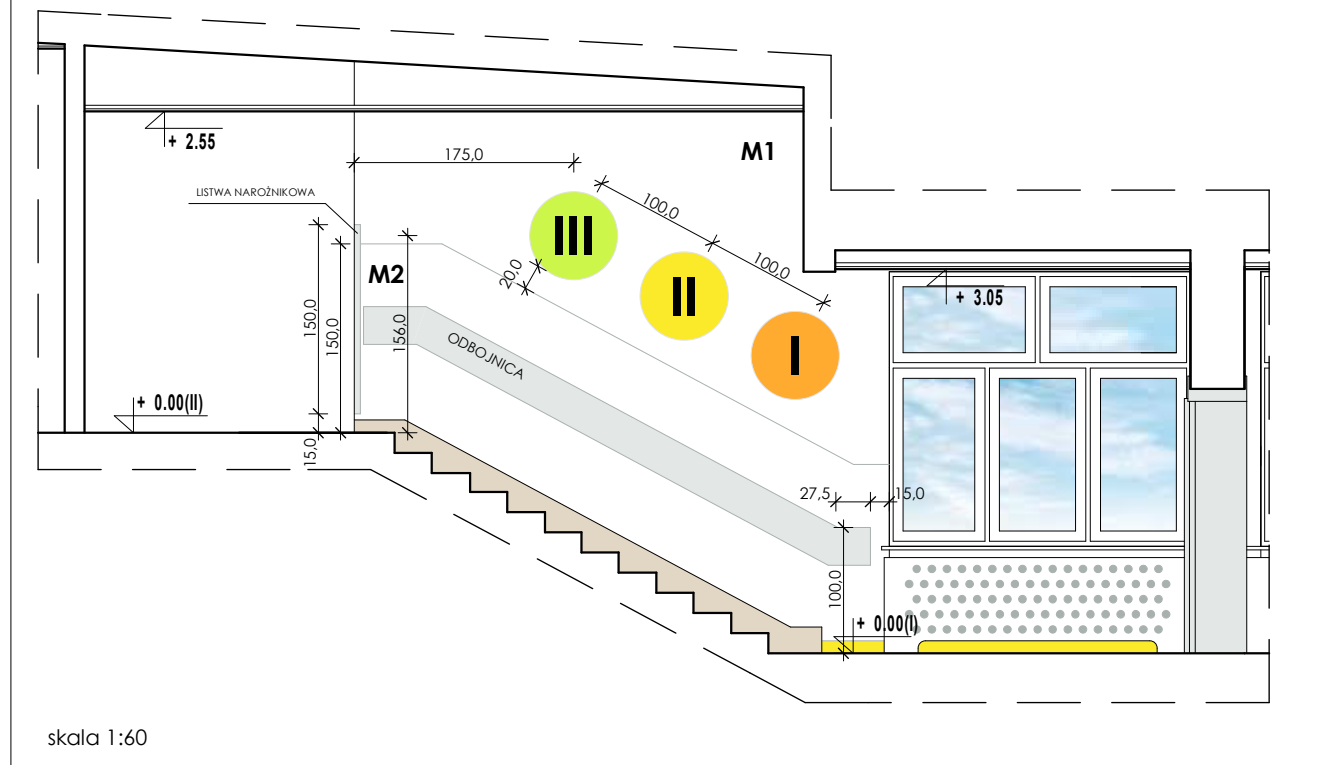 + 2.55
175,0
M1
LISTWA NAROŻNIKOWA
100,0
100,0
III
II
I
20,0
M2
150,0
150,0
156,0
ODBOJNICA
+ 3.05
+ 0.00(II)
15,0
27,5
15,0
100,0
+ 0.00(I)
skala 1:60